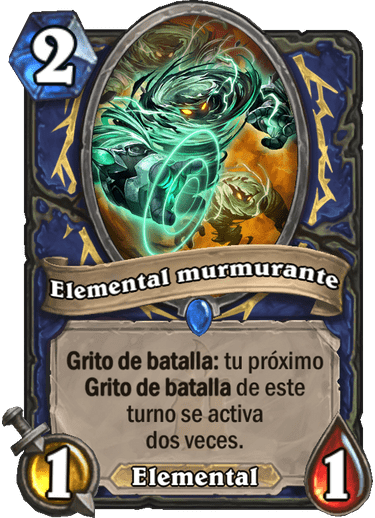 2
Elemental murmurante
Grito de batalla: tu próximo
Grito de batalla de este
turno se activa
dos veces.
1
Elemental
1